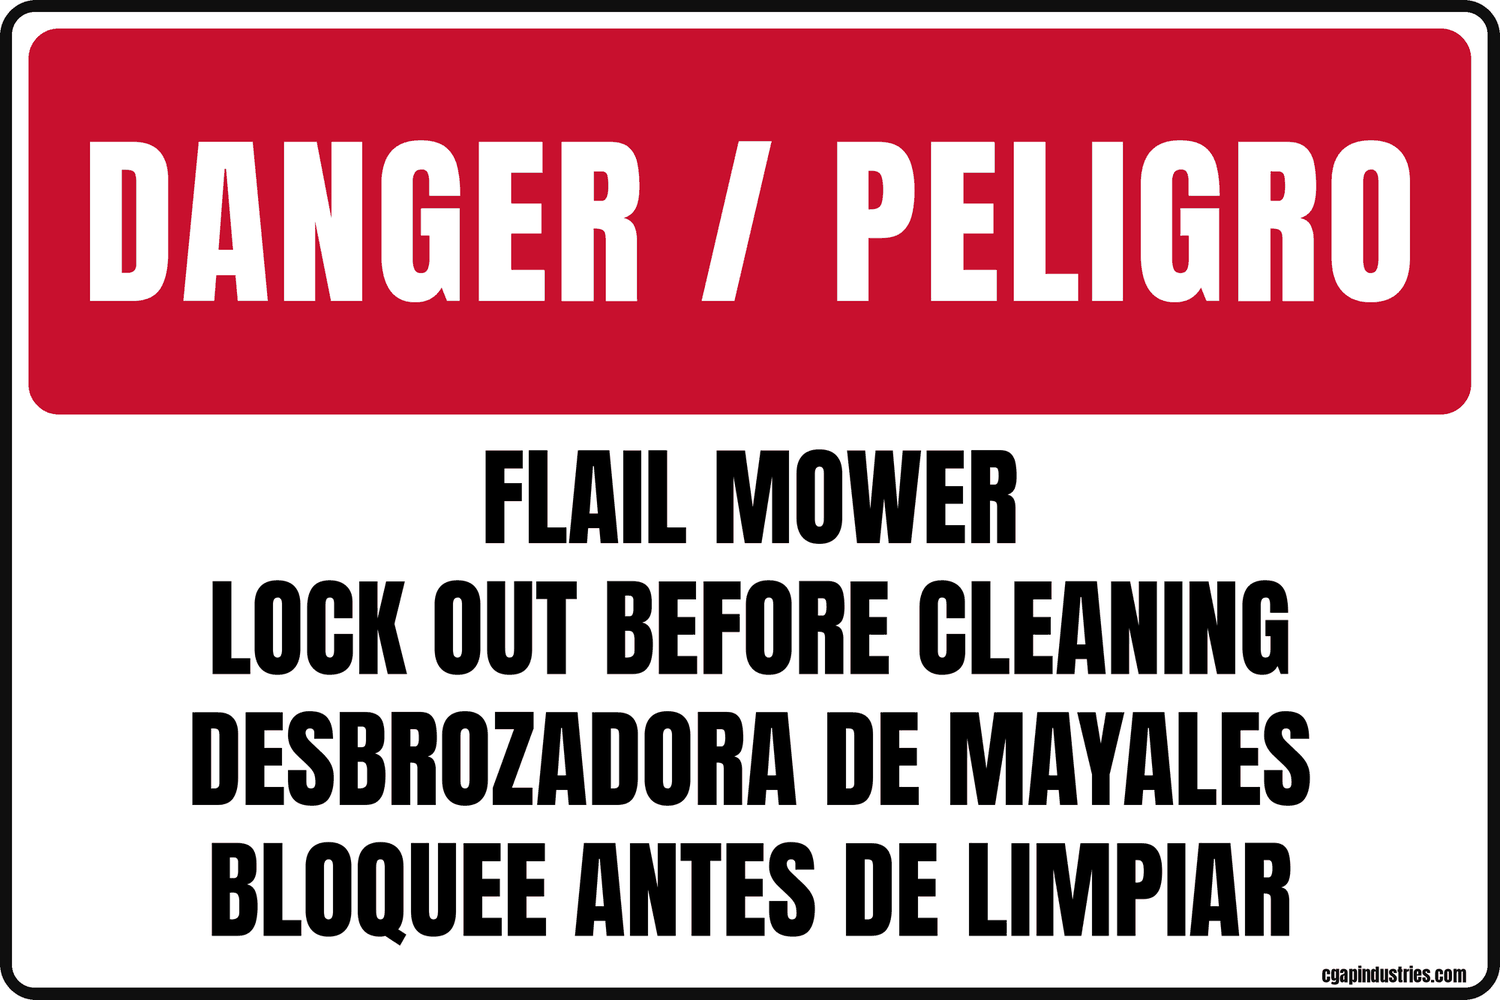 DANGER / PELIGRO
FLAIL MOWER
LOCK OUT BEFORE CLEANING
DESBROZADORA DE MAYALES
BLOQUEE ANTES DE LIMPIAR
cgapindustries.com